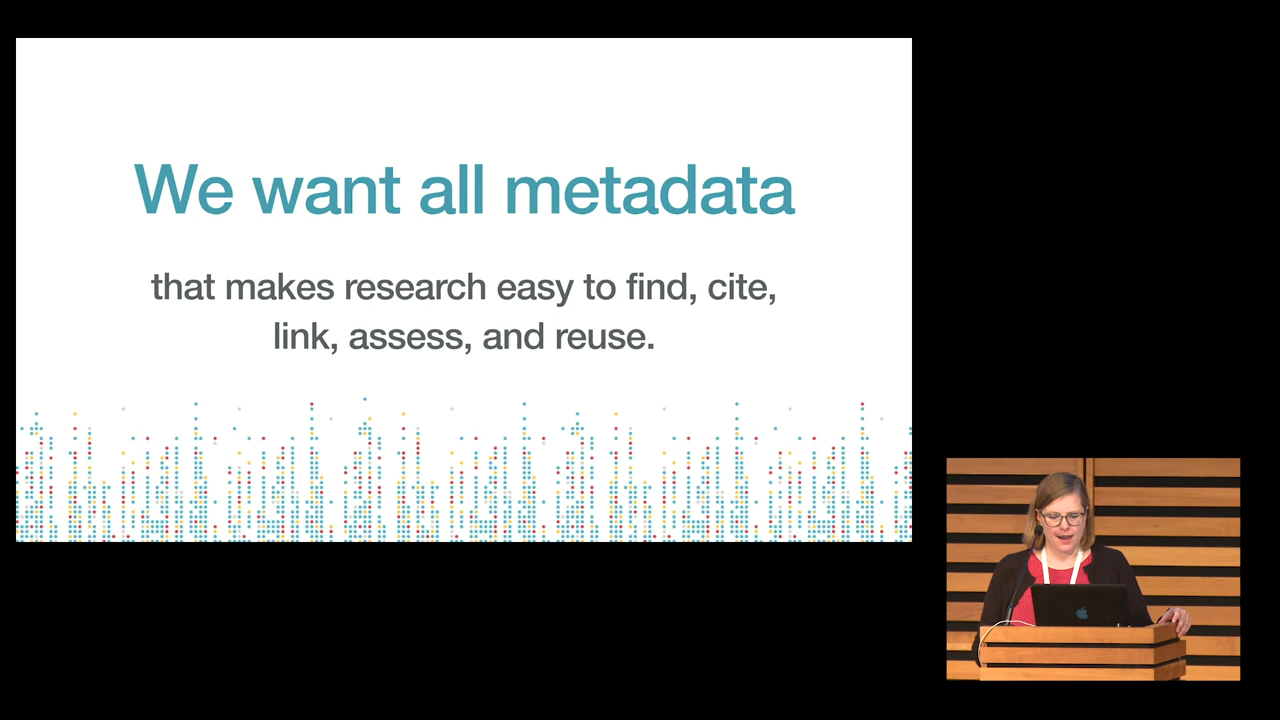 We want all metadata
that makes research easy to find, cite,
link, assess, and reuse.